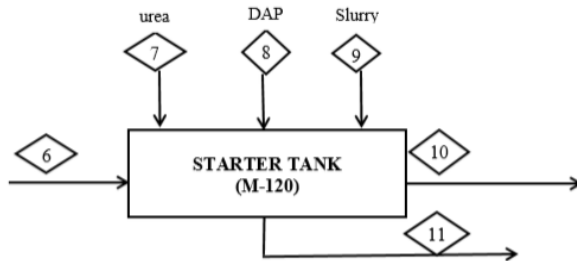 urea DAP Slurry
7 8 9
6 10
STARTER TANK
(M-120)
11